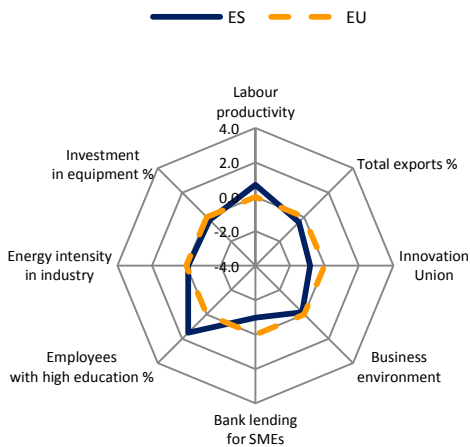 ES EU
Labour
productivity
4.0
Investment
in equipment %
2.0
Total exports %
0.0
Energy intensity
in industry
-2.0
Innovation
Union
-4.0
Employees
with high education %
Business
environment
Bank lending
for SMEs